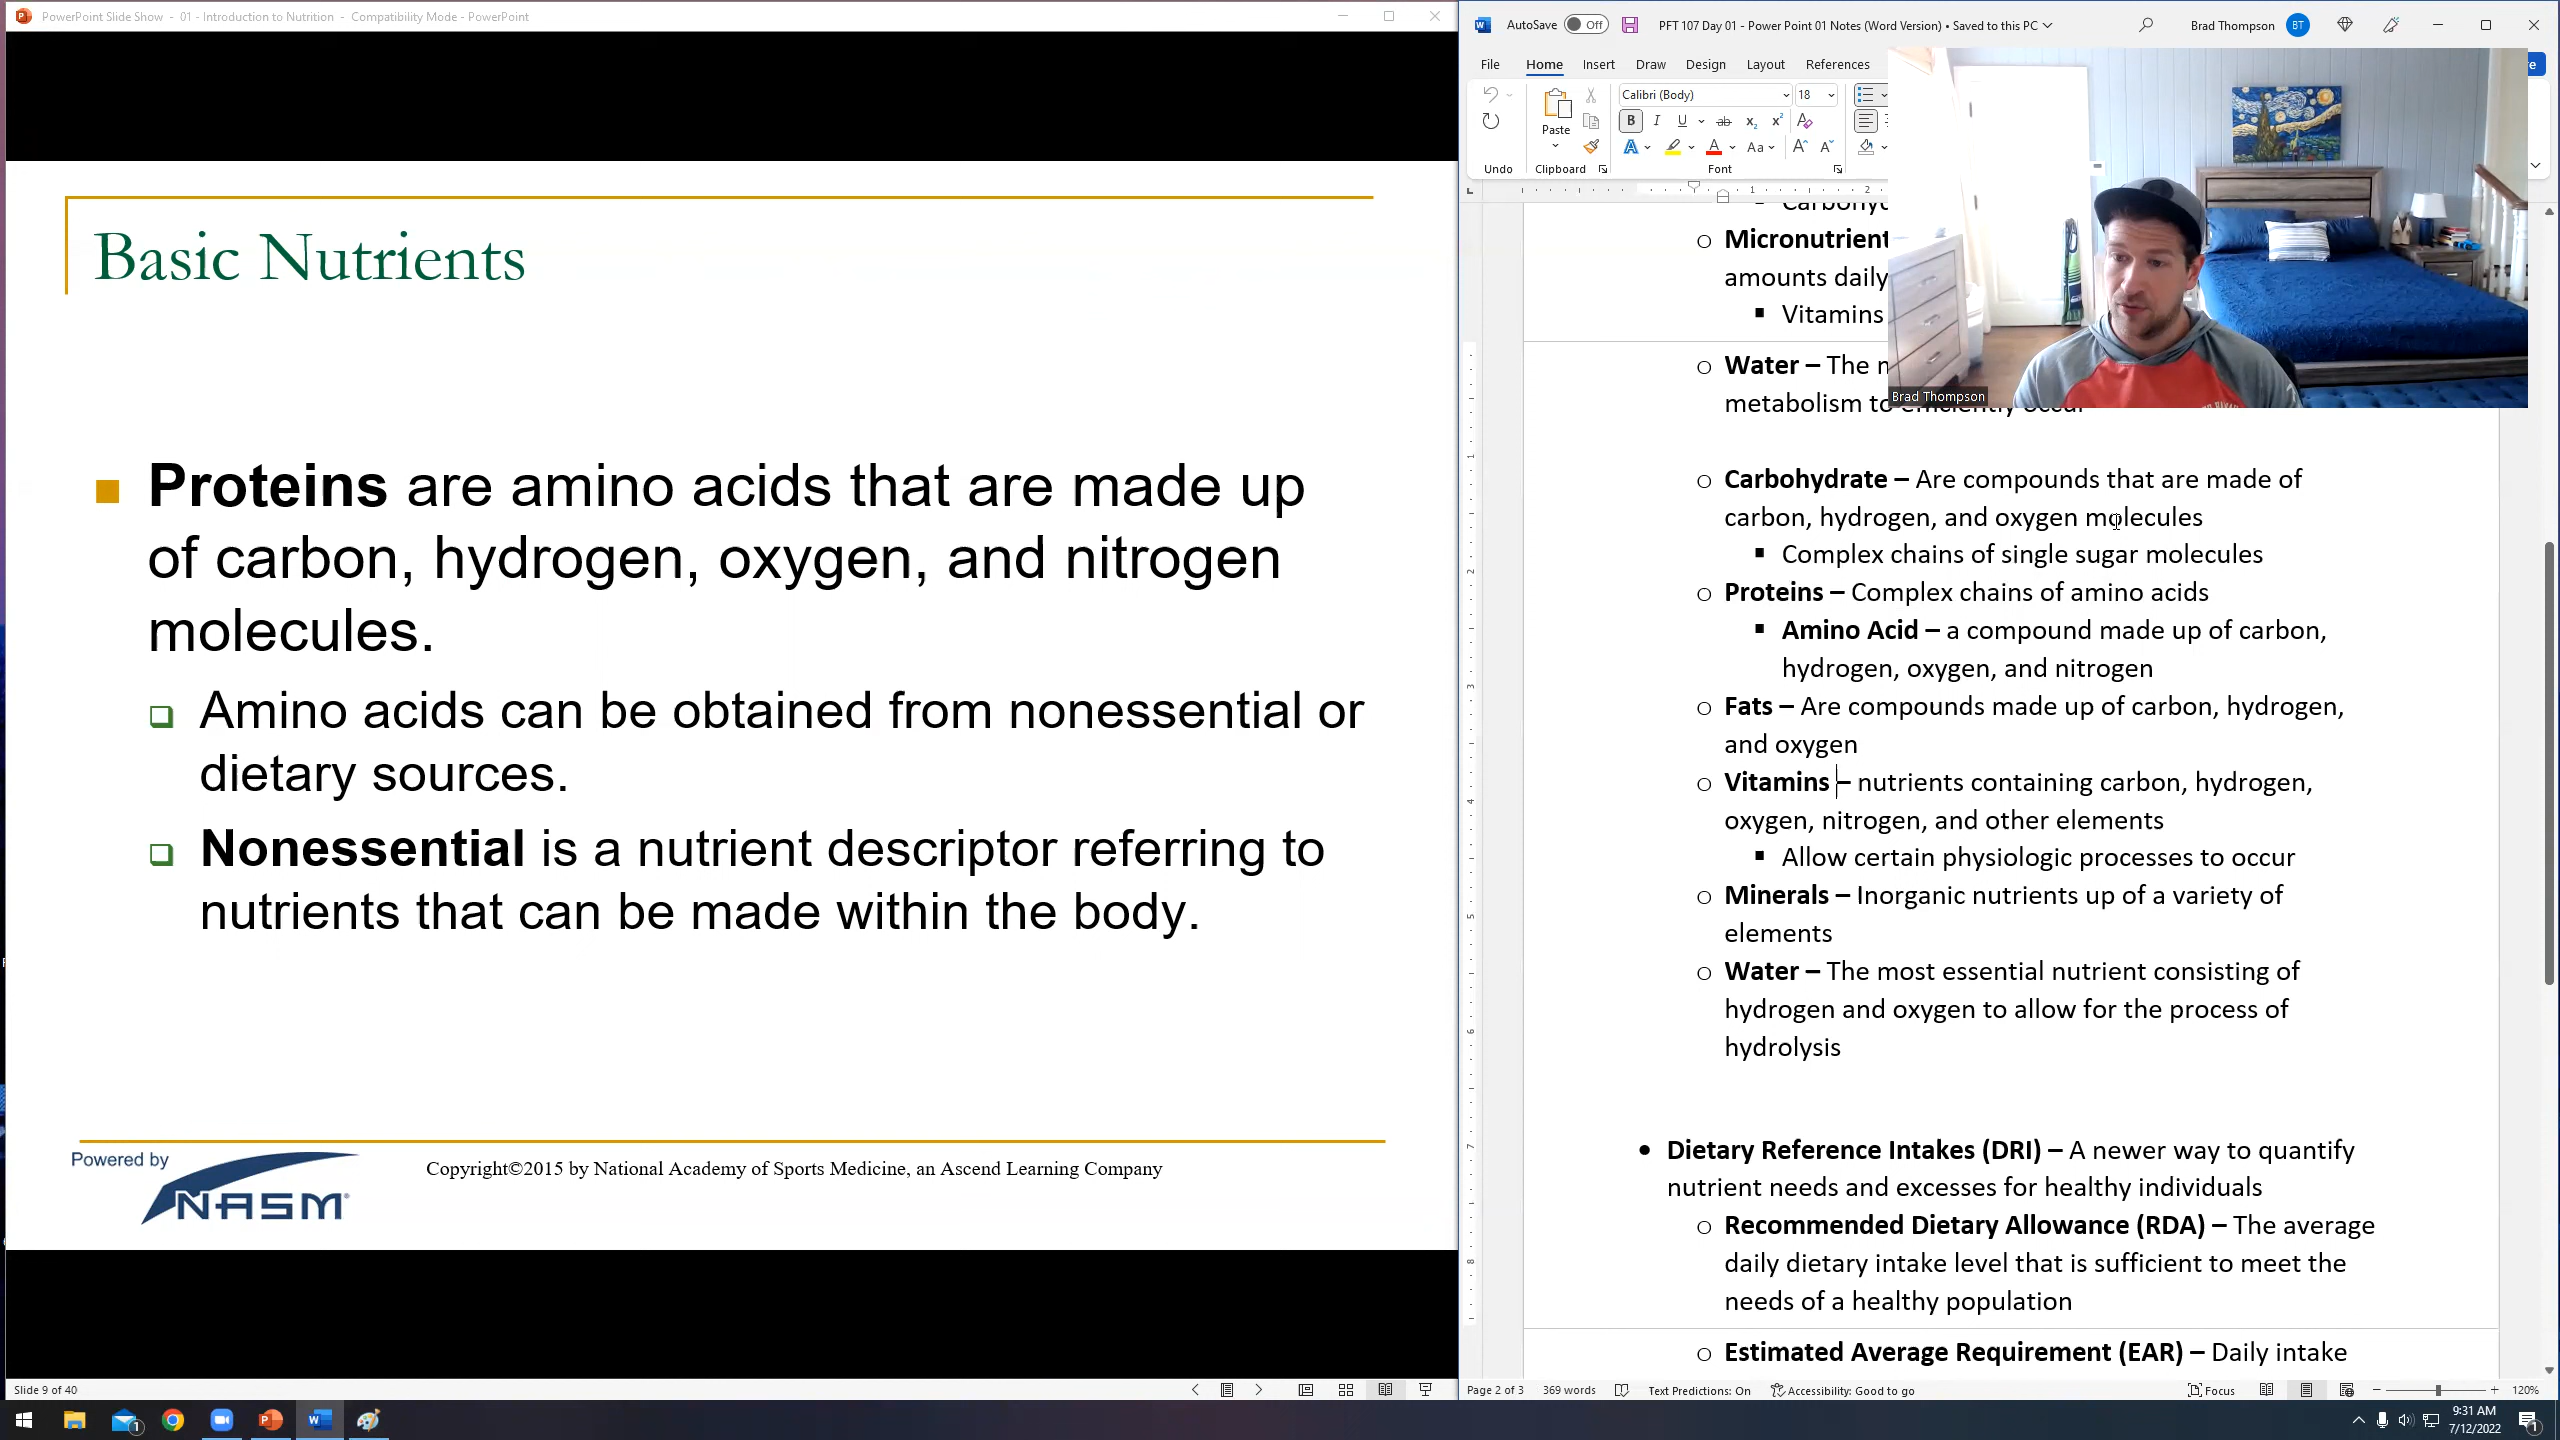 PowerPoint Slide Show - 01 - Introduction to Nutrition - Compatibility Mode - PowerPoint
Basic Nutrients
Proteins are amino acids that are made up
of carbon, hydrogen, oxygen, and nitrogen
molecules.
Amino acids can be obtained from nonessential or
dietary sources.
Nonessential is a nutrient descriptor referring to
nutrients that can be made within the body.
Powered by
NASM
Copyright©2015 by National Academy of Sports Medicine, an Ascend Learning Company
Slide 9 of 40
AutoSave Off PFT 107 Day 01 - Power Point 01 Notes (Word Version) • Saved to this PC Brad Thompson BT
File Home Insert Draw Design Layout References
Calibri (Body) 18
Paste B I U ab x₂ x² A
A A Aa A A
Undo Clipboard Font
1 2
Micronutrient
amounts daily
Vitamins
Brad Thompson
Water – The
metabolism to efficiently occur
Carbohydrate – Are compounds that are made of
carbon, hydrogen, and oxygen molecules
Complex chains of single sugar molecules
Proteins – Complex chains of amino acids
Amino Acid – a compound made up of carbon,
hydrogen, oxygen, and nitrogen
Fats – Are compounds made up of carbon, hydrogen,
and oxygen
Vitamins – nutrients containing carbon, hydrogen,
oxygen, nitrogen, and other elements
Allow certain physiologic processes to occur
Minerals – Inorganic nutrients up of a variety of
elements
Water – The most essential nutrient consisting of
hydrogen and oxygen to allow for the process of
hydrolysis
Dietary Reference Intakes (DRI) – A newer way to quantify
nutrient needs and excesses for healthy individuals
Recommended Dietary Allowance (RDA) – The average
daily dietary intake level that is sufficient to meet the
needs of a healthy population
Estimated Average Requirement (EAR) – Daily intake
Page 2 of 3 369 words Text Predictions: On Accessibility: Good to go Focus 120%
9:31 AM
7/12/2022